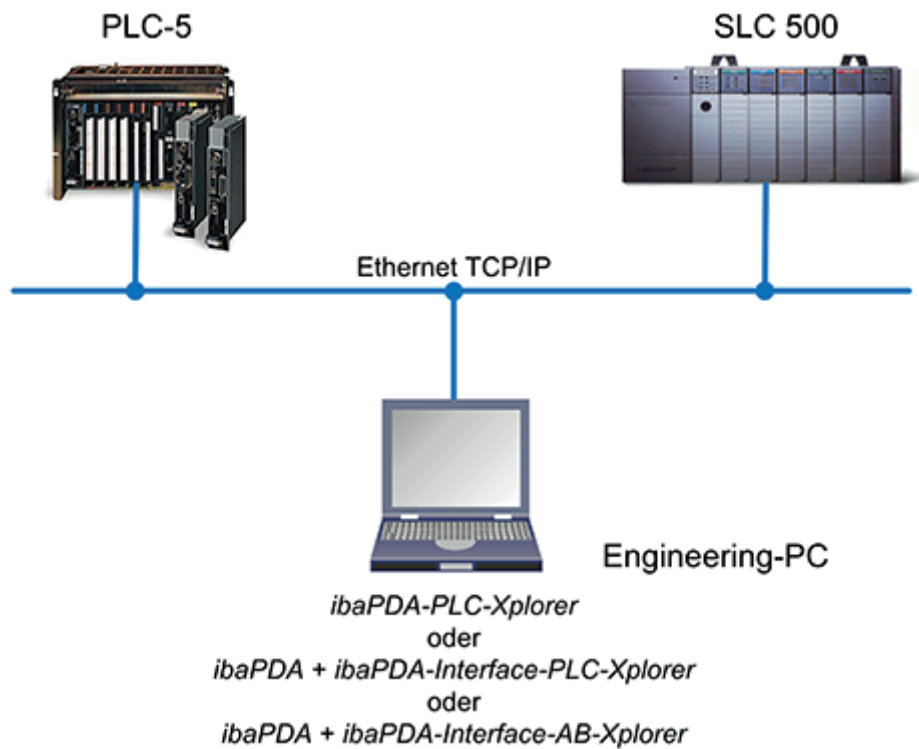 PLC-5
SLC 500
Ethernet TCP/IP
Engineering-PC
ibaPDA-PLC-Xplorer
oder
ibaPDA + ibaPDA-Interface-PLC-Xplorer
oder
ibaPDA + ibaPDA-Interface-AB-Xplorer